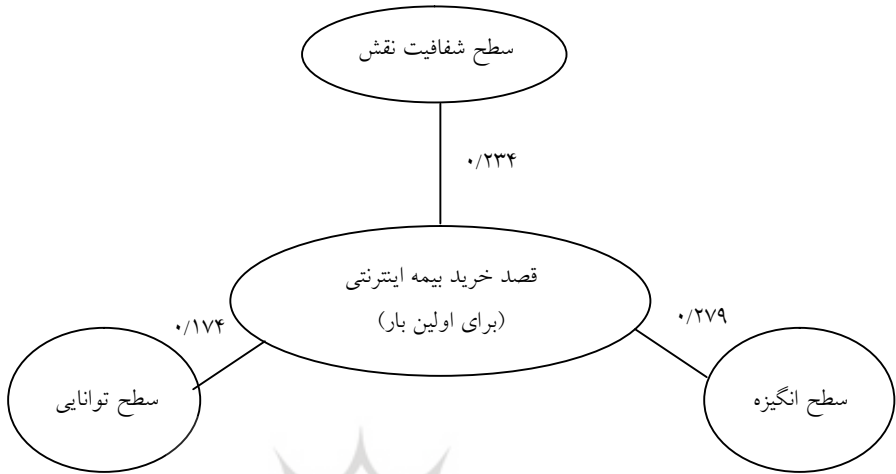 سطح شفافیت نقش
۰/۲۳۴
قصد خرید بیمه اینترنتی
(برای اولین بار)
۰/۲۷۹
۰/۱۷۴
سطح انگیزه
سطح توانایی